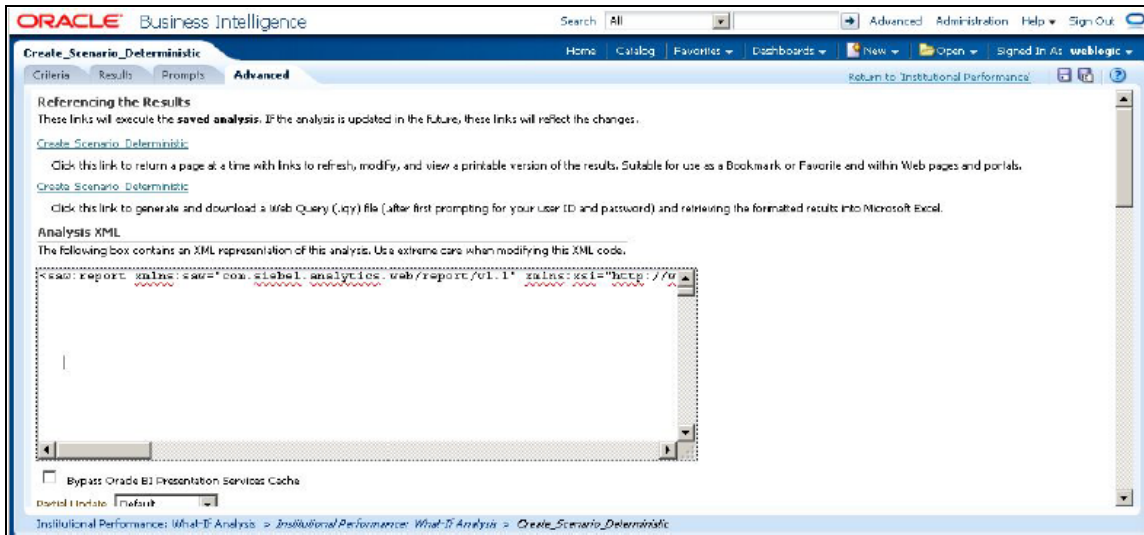 ORACLE Business Intelligence Search All Advanced Administration Help Sign Out
Create_Scenario_Deterministic Home Catalog Favorites Dashboards New Open Signed In As weblogic
Criteria Results Prompts Advanced Return to 'Institutional Performance'
Referencing the Results
These links will execute the saved analysis. If the analysis is updated in the future, these links will reflect the changes.
Create_Scenario_Deterministic
Click this link to return a page at a time with links to refresh, modify, and view a printable version of the results. Suitable for use as a Bookmark or Favorite and within Web pages and portals.
Create_Scenario_Deterministic
Click this link to generate and download a Web Query (.iqy) file (after first prompting for your user ID and password) and retrieving the formatted results into Microsoft Excel.
Analysis XML
The following box contains an XML representation of this analysis. Use extreme care when modifying this XML code.
<saw:report xmlns:saw="com.siebel.analytics.web/report/v1.1" xmlns:xsi="http://w
Bypass Oracle BI Presentation Services Cache
Partial Update Default
Institutional Performance: What-If Analysis > Institutional Performance: What-If Analysis > Create_Scenario_Deterministic